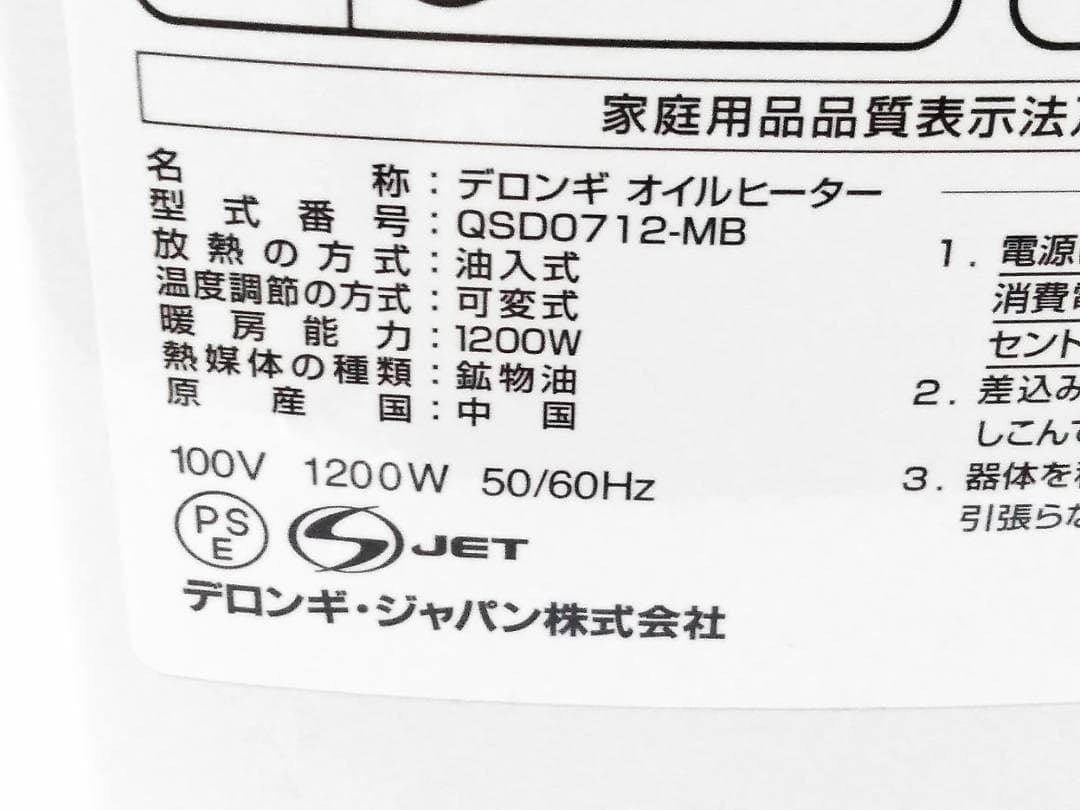 家庭用品品質表示法
名称：デロンギ オイルヒーター
型式番号：QSD0712-MB
放熱の方式：油入式
温度調節の方式：可変式
暖房能力：1200W
熱媒体の種類：鉱物油
原産国：中国
100V 1200W 50/60Hz
PSE
S JET
デロンギ・ジャパン株式会社
1. 電源
消費
セント
2. 差込み
しこんで
3. 器体を
引張らな